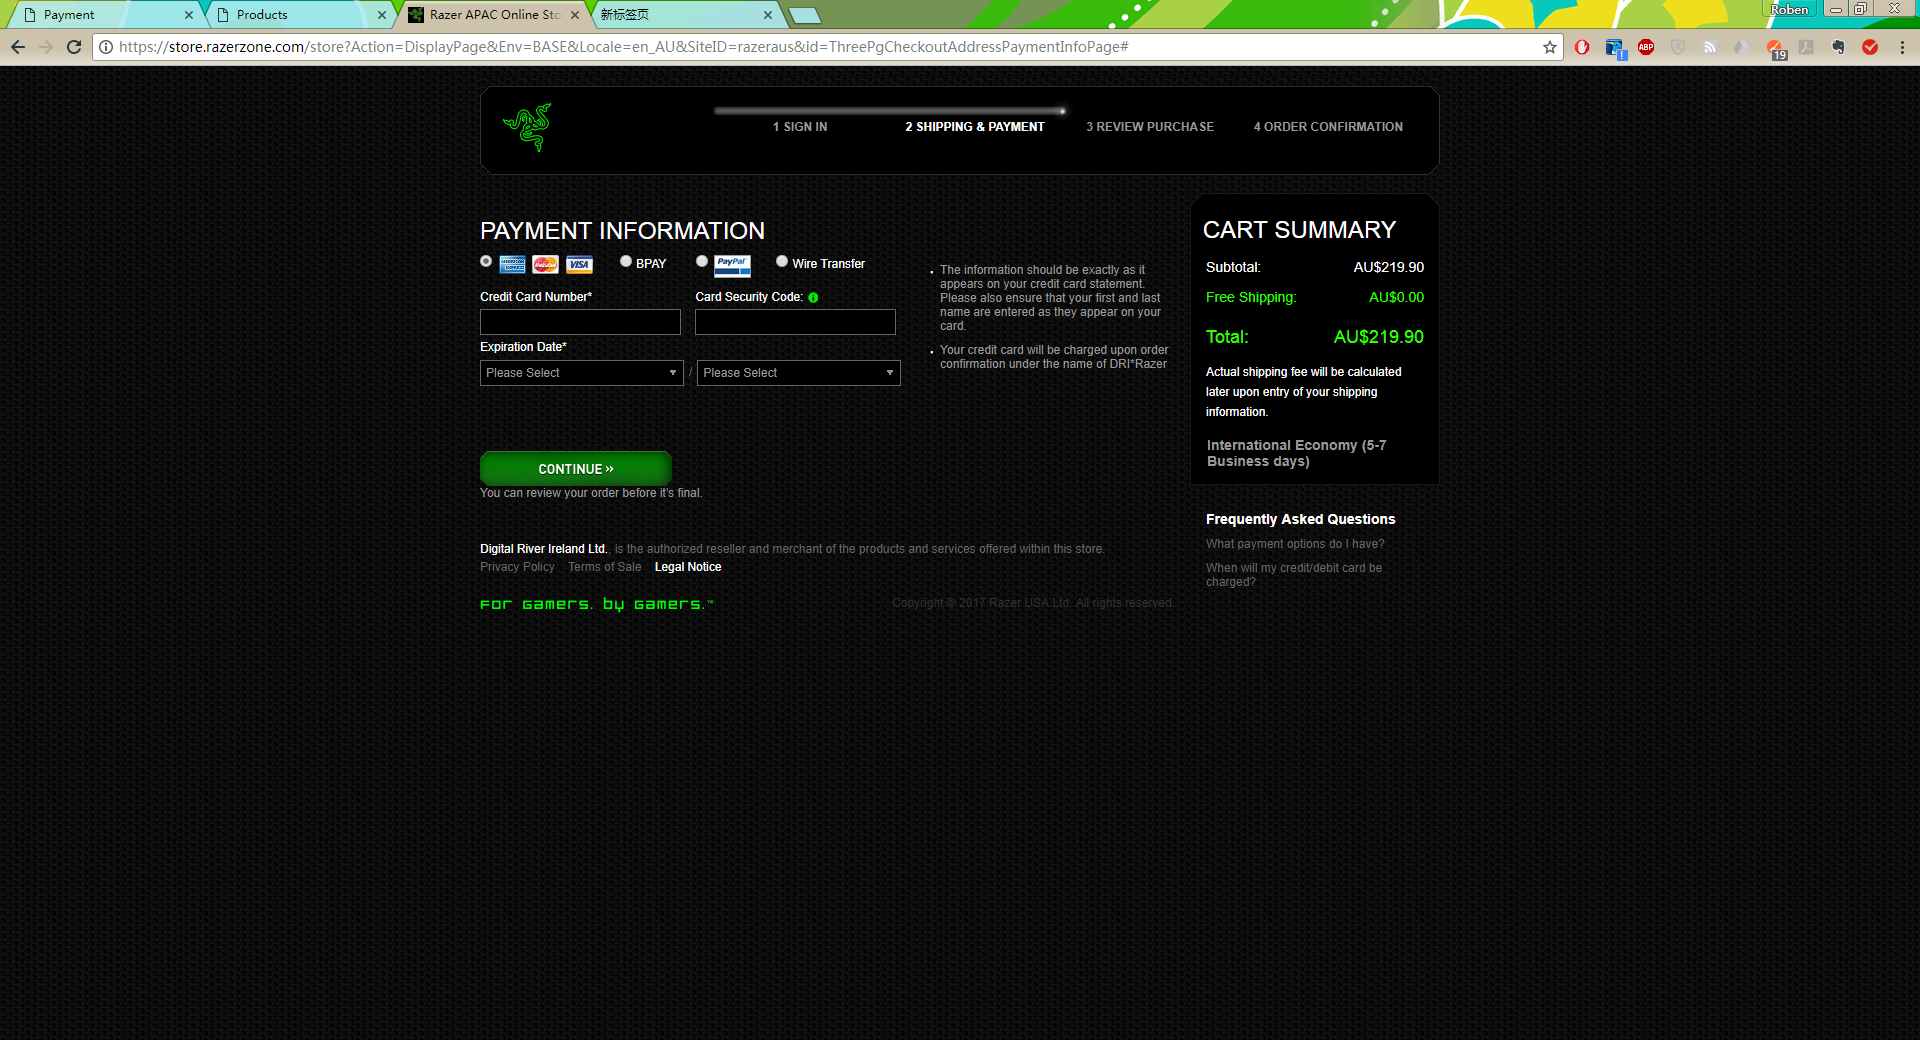 Payment
Products
Razer APAC Online Sto
新标签页
Roben
https://store.razerzone.com/store?Action=DisplayPage&Env=BASE&Locale=en_AU&SiteID=razeraus&id=ThreePgCheckoutAddressPaymentInfoPage#
ABP
19
1 SIGN IN
2 SHIPPING & PAYMENT
3 REVIEW PURCHASE
4 ORDER CONFIRMATION
PAYMENT INFORMATION
AMERICAN EXPRESS
MasterCard
VISA
BPAY
PayPal
Wire Transfer
Credit Card Number*
Card Security Code:
Expiration Date*
Please Select
/
Please Select
The information should be exactly as it
appears on your credit card statement.
Please also ensure that your first and last
name are entered as they appear on your
card.
Your credit card will be charged upon order
confirmation under the name of DRI*Razer
CONTINUE »
You can review your order before it's final.
CART SUMMARY
Subtotal: AU$219.90
Free Shipping: AU$0.00
Total: AU$219.90
Actual shipping fee will be calculated
later upon entry of your shipping
information.
International Economy (5-7
Business days)
Frequently Asked Questions
What payment options do I have?
When will my credit/debit card be
charged?
Digital River Ireland Ltd., is the authorized reseller and merchant of the products and services offered within this store.
Privacy Policy Terms of Sale Legal Notice
For Gamers. by Gamers.™
Copyright © 2017 Razer USA Ltd. All rights reserved.